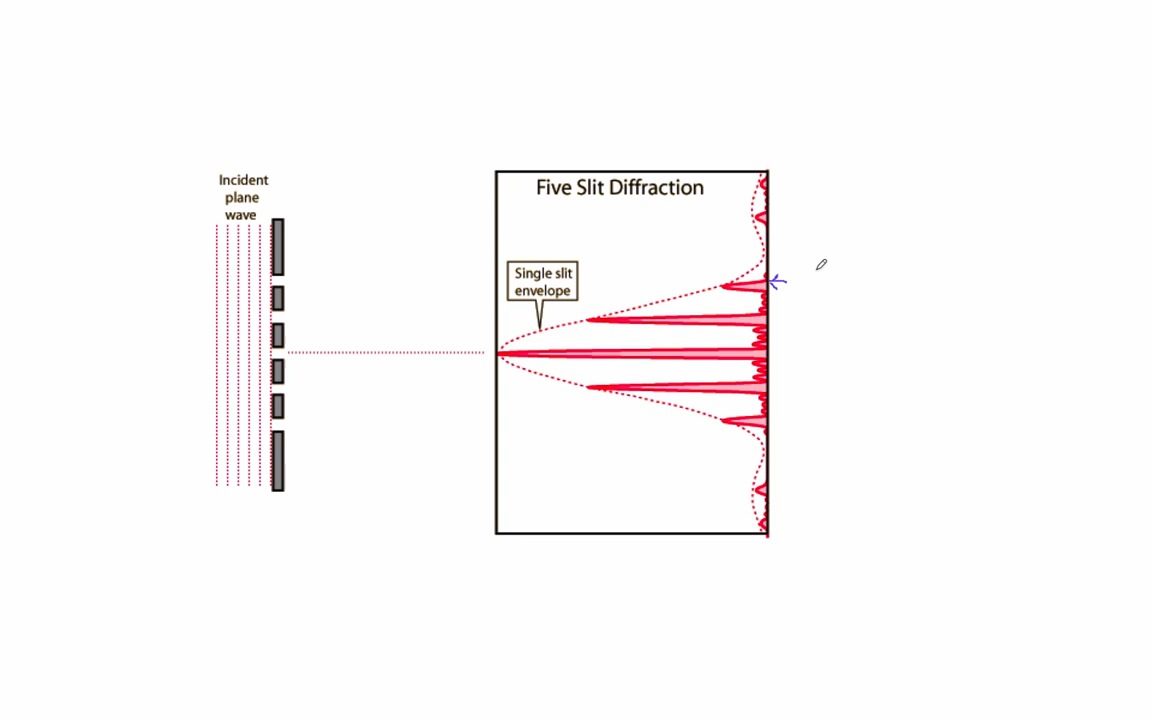 Incident
plane
wave
Five Slit Diffraction
Single slit
envelope